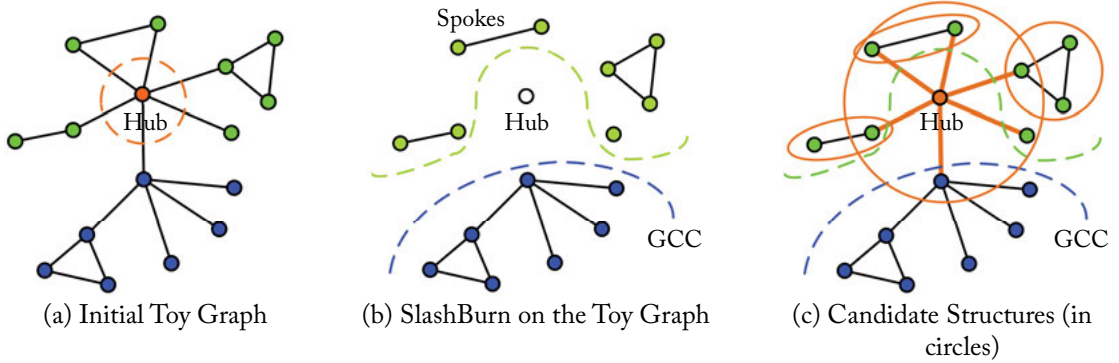 Spokes
Hub
Hub
Hub
GCC
GCC
(a) Initial Toy Graph
(b) SlashBurn on the Toy Graph
(c) Candidate Structures (in
circles)